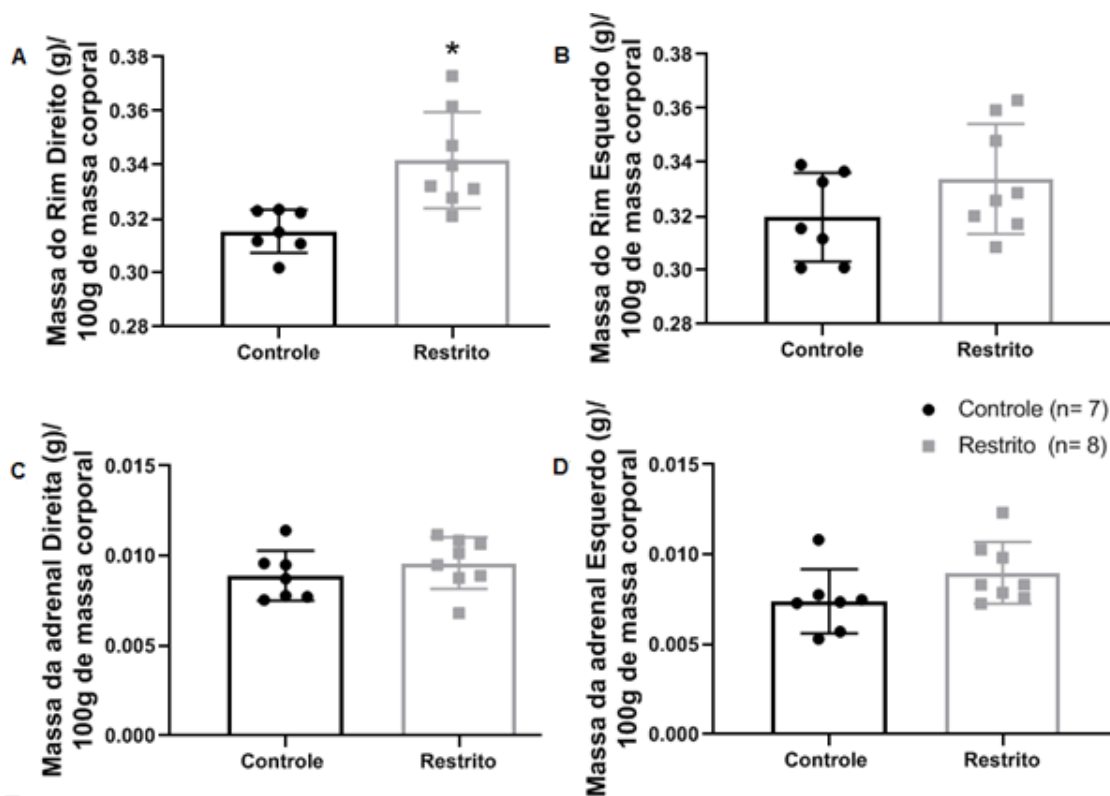 A
Massa do Rim Direito (g)/
100g de massa corporal
0.38
0.36
0.34
0.32
0.30
0.28
*
Controle
Restrito
B
Massa do Rim Esquerdo (g)/
100g de massa corporal
0.38
0.36
0.34
0.32
0.30
0.28
Controle
Restrito
Controle (n= 7)
Restrito (n= 8)
C
Massa da adrenal Direita (g)/
100g de massa corporal
0.015
0.010
0.005
0.000
Controle
Restrito
D
Massa da adrenal Esquerdo (g)/
100g de massa corporal
0.015
0.010
0.005
0.000
Controle
Restrito